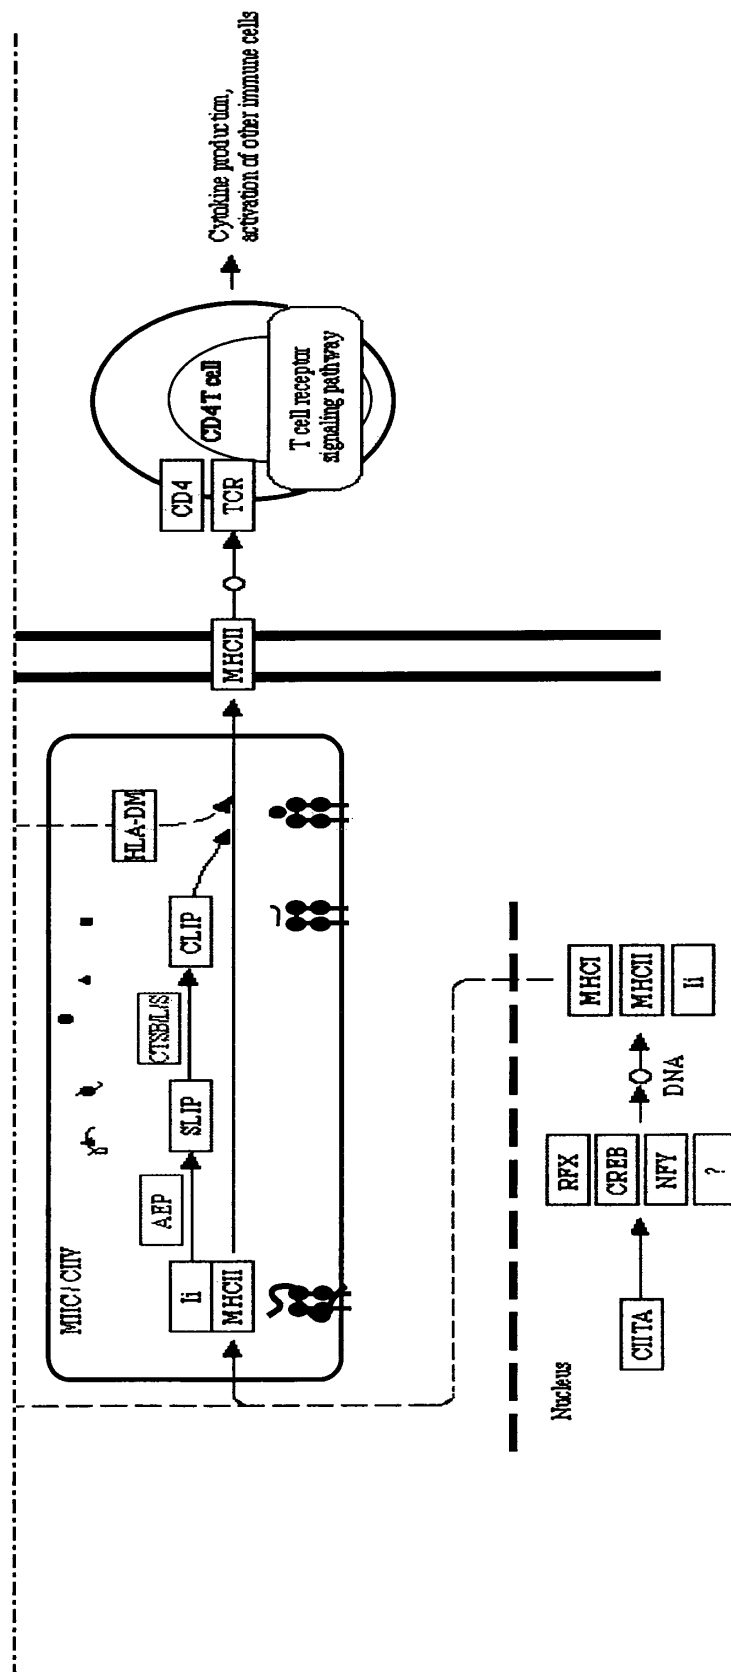 MIIC/CIIV
Ii
MHCII
AEP
SLIP
CTSB/L/S
CLIP
HLA-DM
MHCII
CD4
TCR
CD4 T cell
T cell receptor
signaling pathway
Cytokine production,
activation of other immune cells
Nucleus
CIITA
RFX
CREB
NFY
?
DNA
MHCI
MHCII
Ii